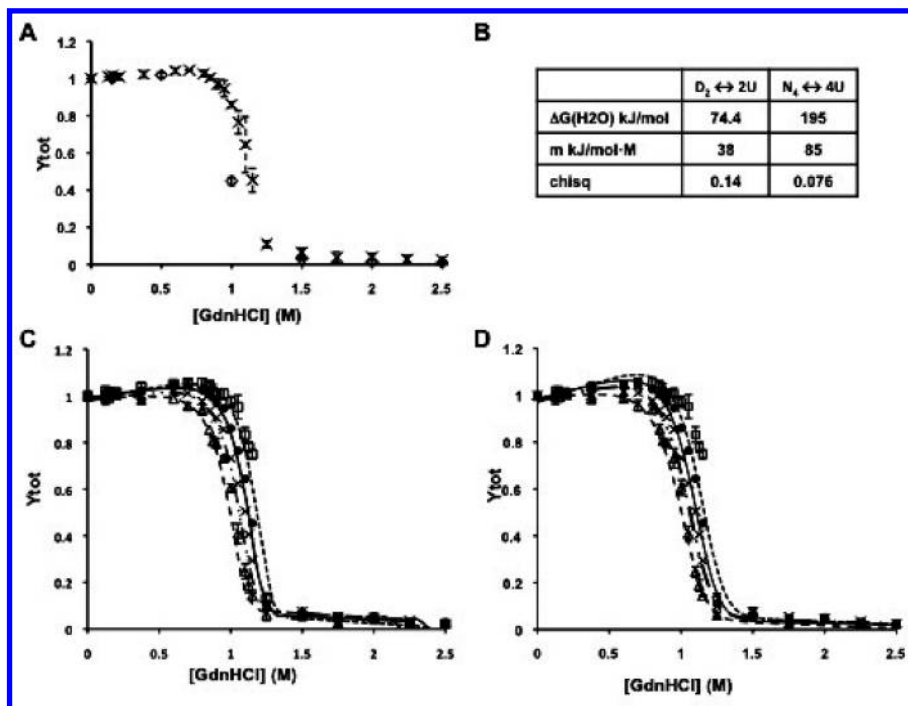 A
B
1.2
1
0.8
0.6
0.4
0.2
0
Ytot
0 0.5 1 1.5 2 2.5
[GdnHCl] (M)
D₂ ↔ 2U N₄ ↔ 4U
ΔG(H2O) kJ/mol 74.4 195
m kJ/mol·M 38 85
chisq 0.14 0.076
C
1.2
1
0.8
0.6
0.4
0.2
0
Ytot
0 0.5 1 1.5 2 2.5
[GdnHCl] (M)
D
1.2
1
0.8
0.6
0.4
0.2
0
Ytot
0 0.5 1 1.5 2 2.5
[GdnHCl] (M)